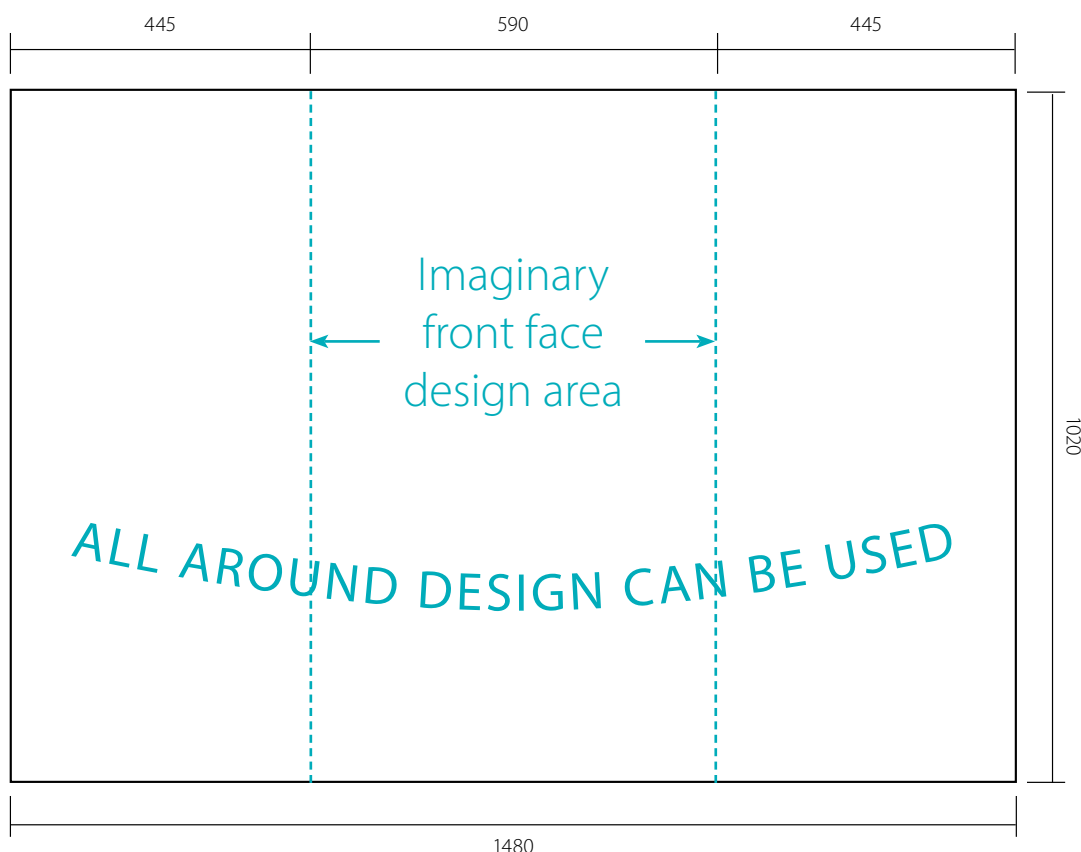 445 590 445
Imaginary
front face
design area
1020
ALL AROUND DESIGN CAN BE USED
1480